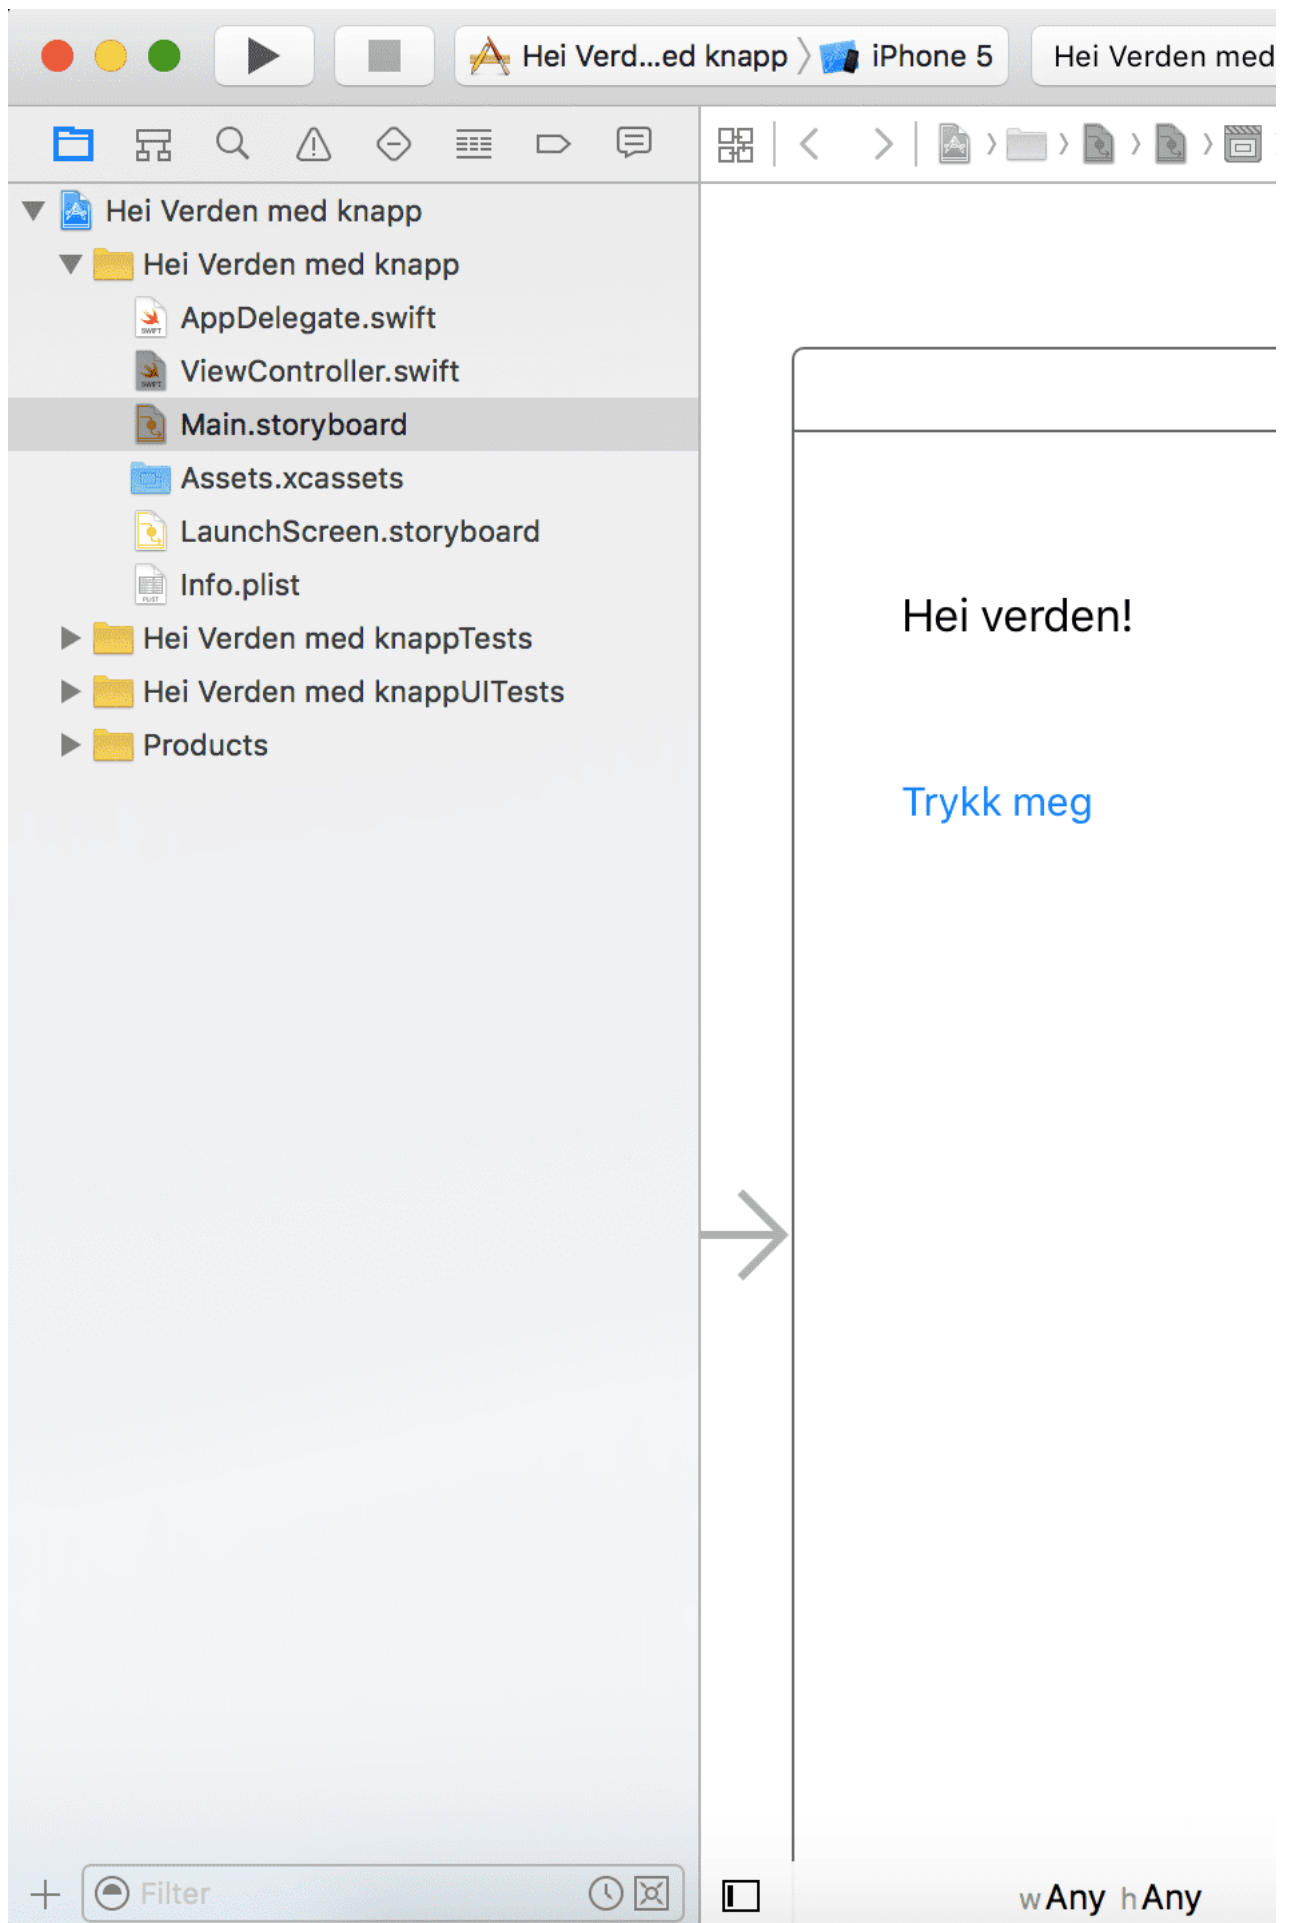 Hei Verd...ed knapp
iPhone 5
Hei Verden med
Hei Verden med knapp
Hei Verden med knapp
AppDelegate.swift
ViewController.swift
Main.storyboard
Assets.xcassets
LaunchScreen.storyboard
Info.plist
Hei Verden med knappTests
Hei Verden med knappUITests
Products
Hei verden!
Trykk meg
Filter
wAny hAny